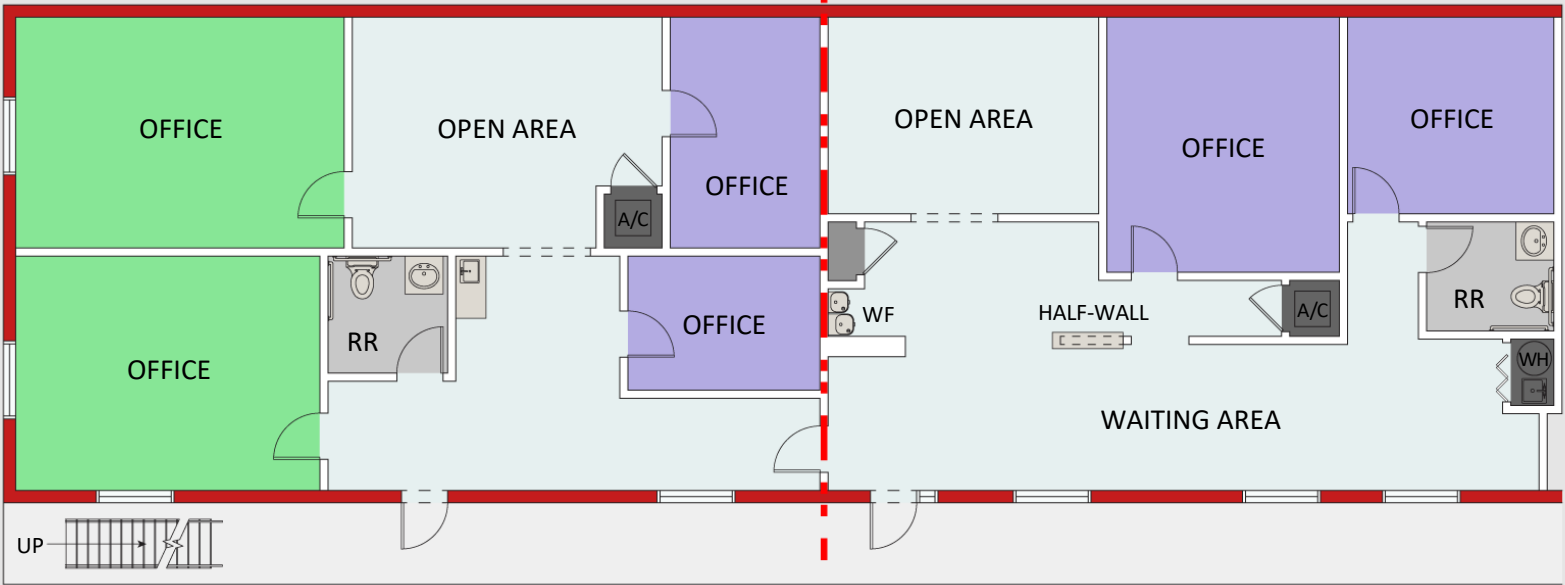 OFFICE
OPEN AREA
OFFICE
OPEN AREA
OFFICE
OFFICE
A/C
OFFICE
RR
OFFICE
WF
HALF-WALL
A/C
RR
OFFICE
WH
WAITING AREA
UP